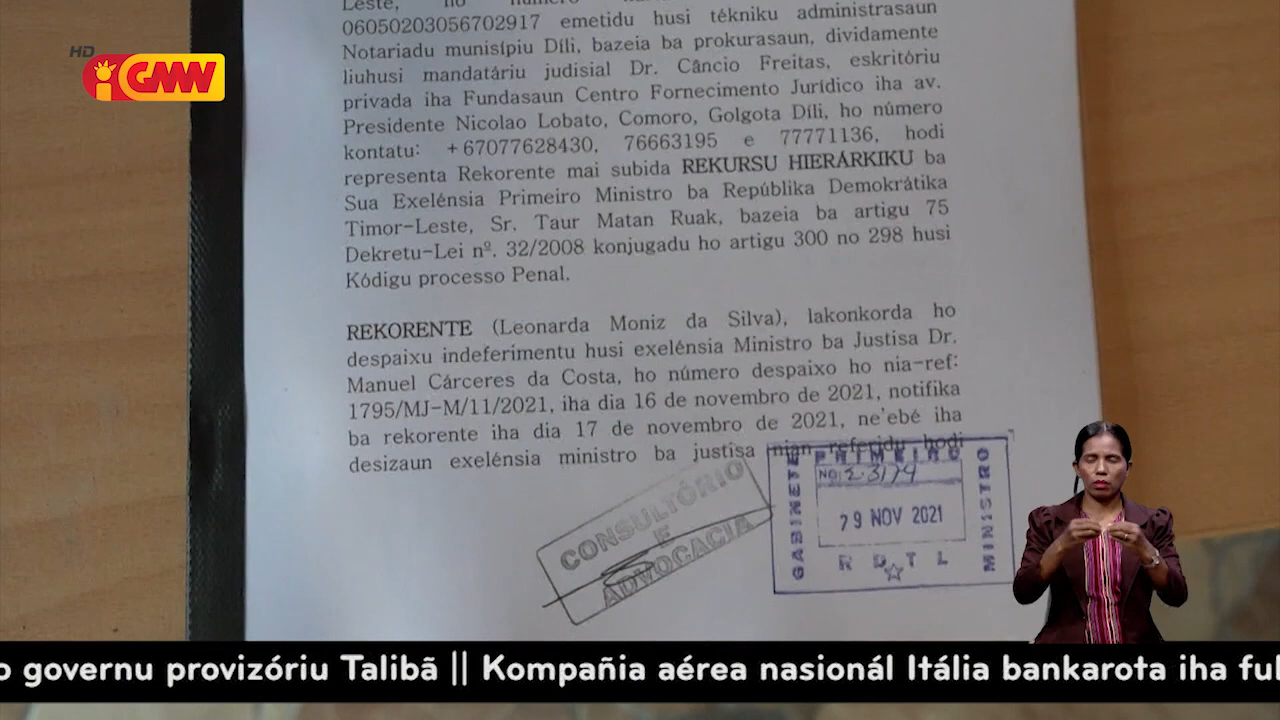 Leste, ho
06050203056702917 emetidu husi tékniku administrasaun
Notariadu munisípiu Díli, bazeia ba prokurasaun, dividamente
liuhusi mandatáriu judisial Dr. Câncio Freitas, eskritóriu
privada iha Fundasaun Centro Fornecimento Jurídico iha av.
Presidente Nicolao Lobato, Comoro, Golgota Díli, ho número
kontatu: +67077628430, 76663195 e 77771136, hodi
representa Rekorente mai subida REKURSU HIERÁRKIKU ba
Sua Exelénsia Primeiro Ministro ba Repúblika Demokrátika
Timor-Leste, Sr. Taur Matan Ruak, bazeia ba artigu 75
Dekretu-Lei nº. 32/2008 konjugadu ho artigu 300 no 298 husi
Kódigu processo Penal.
REKORENTE (Leonarda Moniz da Silva), lakonkorda ho
despaixu indeferimentu husi exelénsia Ministro ba Justisa Dr.
Manuel Cárceres da Costa, ho número despaixo ho nia-ref:
1795/MJ-M/11/2021, iha dia 16 de novembro de 2021, notifika
ba rekorente iha dia 17 de novembro de 2021, ne'ebé iha
desizaun exelénsia ministro ba justisa nian referidu hodi
CONSULTÓRIO
E
ADVOCACIA
GABINETE
PRIMEIRO
MINISTRO
29 NOV 2021
R D T L
HD
GMN
o governu provizóriu Talibã || Kompañia aérea nasionál Itália bankarota iha ful